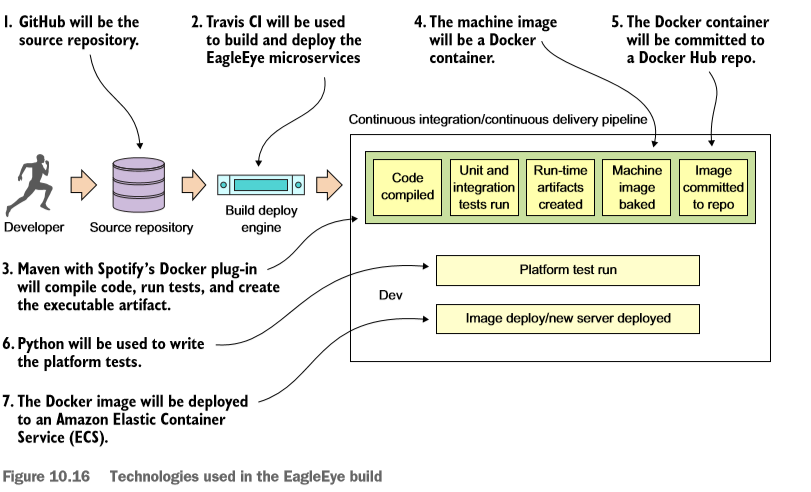 1. GitHub will be the
source repository.
2. Travis CI will be used
to build and deploy the
EagleEye microservices
4. The machine image
will be a Docker
container.
5. The Docker container
will be committed to
a Docker Hub repo.
Continuous integration/continuous delivery pipeline
Code
compiled
Unit and
integration
tests run
Run-time
artifacts
created
Machine
image
baked
Image
committed
to repo
Developer
Source repository
Build deploy
engine
3. Maven with Spotify's Docker plug-in
will compile code, run tests, and create
the executable artifact.
Platform test run
Dev
Image deploy/new server deployed
6. Python will be used to write
the platform tests.
7. The Docker image will be deployed
to an Amazon Elastic Container
Service (ECS).
Figure 10.16 Technologies used in the EagleEye build